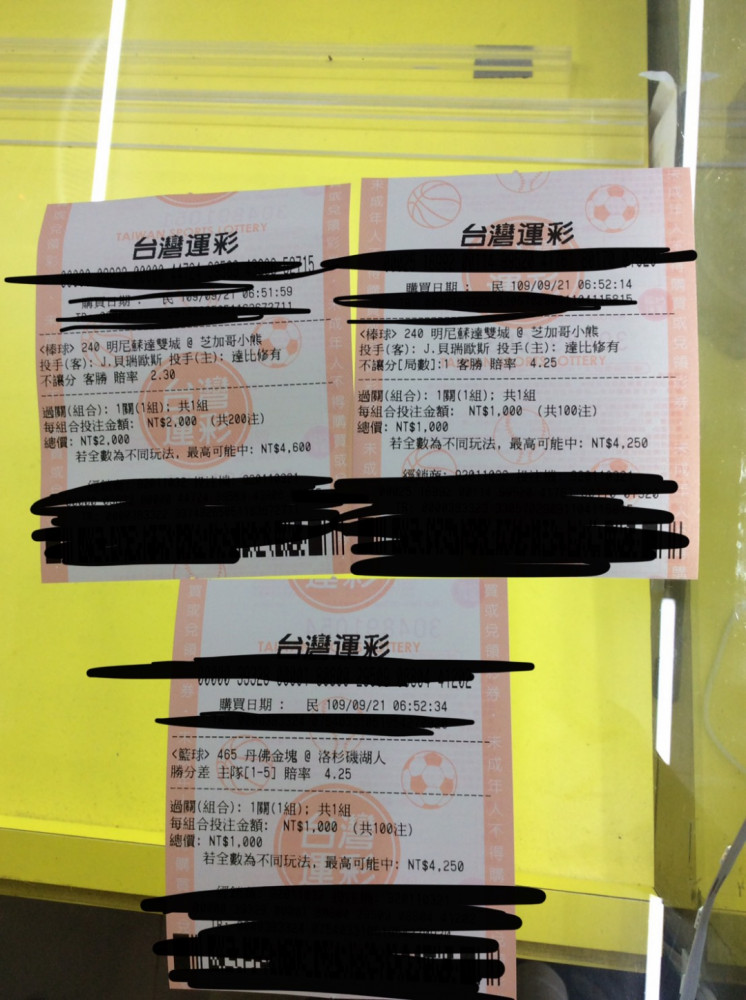 TAIWAN SPORTS LOTTERY
台灣運彩
購買日期： 民 109/09/21 06:51:59
<棒球> 240 明尼蘇達雙城 @ 芝加哥小熊
投手(客): J.貝瑞歐斯 投手(主): 達比修有
不讓分 客勝 賠率 2.30
過關(組合): 1關(1組); 共1組
每組合投注金額: NT$2,000 (共200注)
總價: NT$2,000
若全數為不同玩法, 最高可能中: NT$4,600
台灣運彩
購買日期： 民 109/09/21 06:52:14
<棒球> 240 明尼蘇達雙城 @ 芝加哥小熊
投手(客): J.貝瑞歐斯 投手(主): 達比修有
不讓分[局數]:1 客勝 賠率 4.25
過關(組合): 1關(1組); 共1組
每組合投注金額: NT$1,000 (共100注)
總價: NT$1,000
若全數為不同玩法, 最高可能中: NT$4,250
台灣運彩
購買日期： 民 109/09/21 06:52:34
<籃球> 465 丹佛金塊 @ 洛杉磯湖人
勝分差 主隊[1-5] 賠率 4.25
過關(組合): 1關(1組); 共1組
每組合投注金額: NT$1,000 (共100注)
總價: NT$1,000
若全數為不同玩法, 最高可能中: NT$4,250